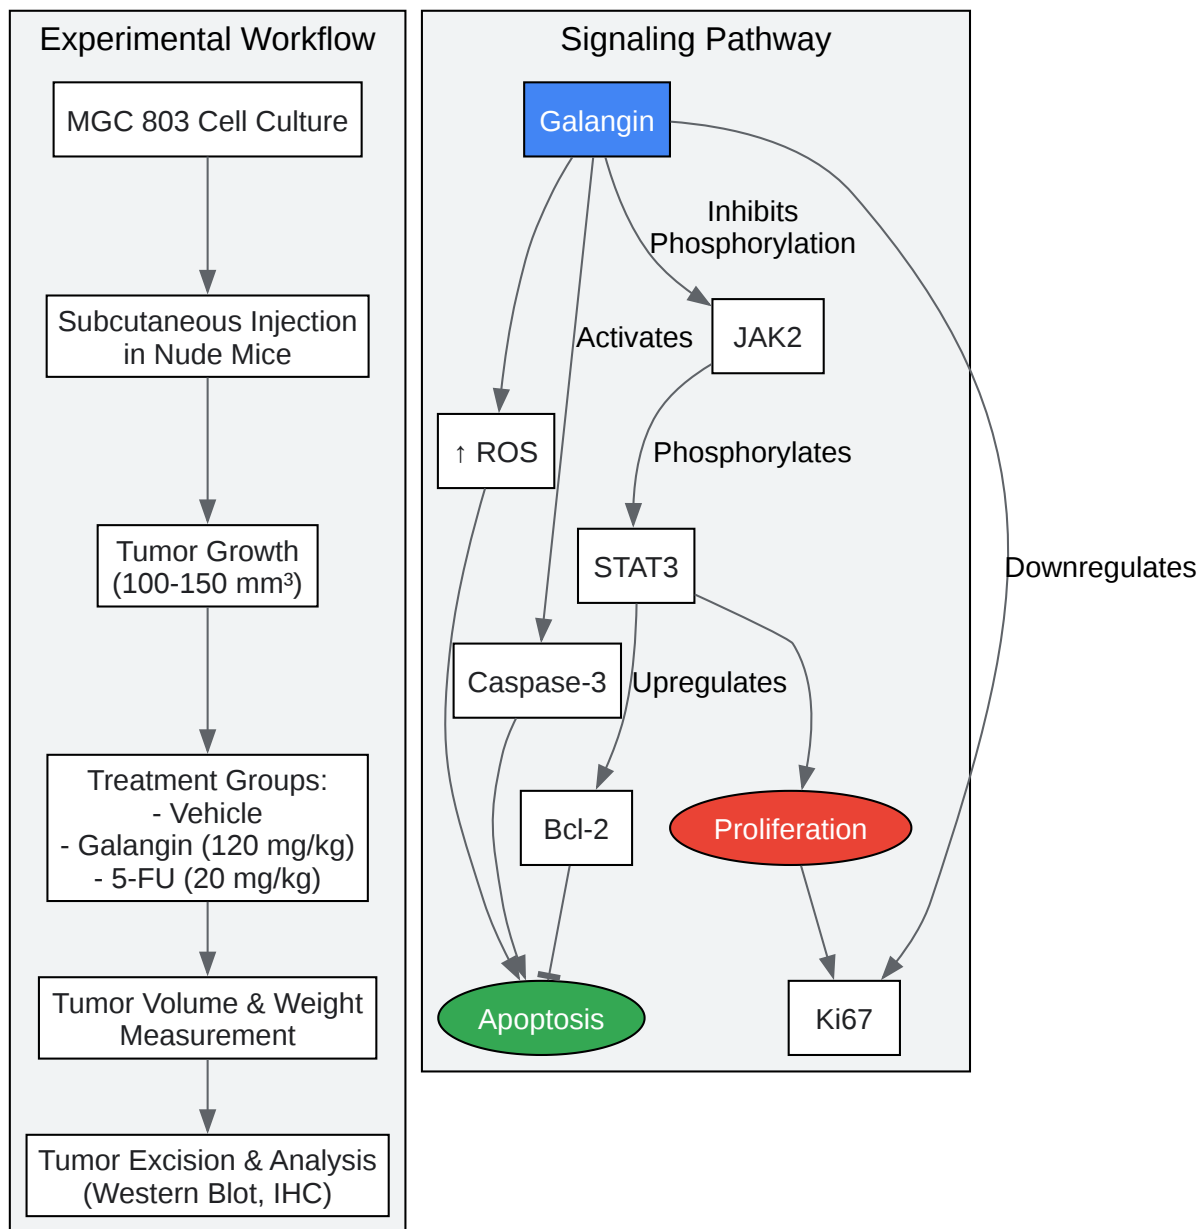 Experimental Workflow
MGC 803 Cell Culture
Subcutaneous Injection
in Nude Mice
Tumor Growth
(100-150 mm³)
Treatment Groups:
- Vehicle
- Galangin (120 mg/kg)
- 5-FU (20 mg/kg)
Tumor Volume & Weight
Measurement
Tumor Excision & Analysis
(Western Blot, IHC)
Signaling Pathway
Galangin
Inhibits
Phosphorylation
Activates
JAK2
↑ ROS
Phosphorylates
STAT3
Downregulates
Caspase-3
Upregulates
Bcl-2
Proliferation
Apoptosis
Ki67